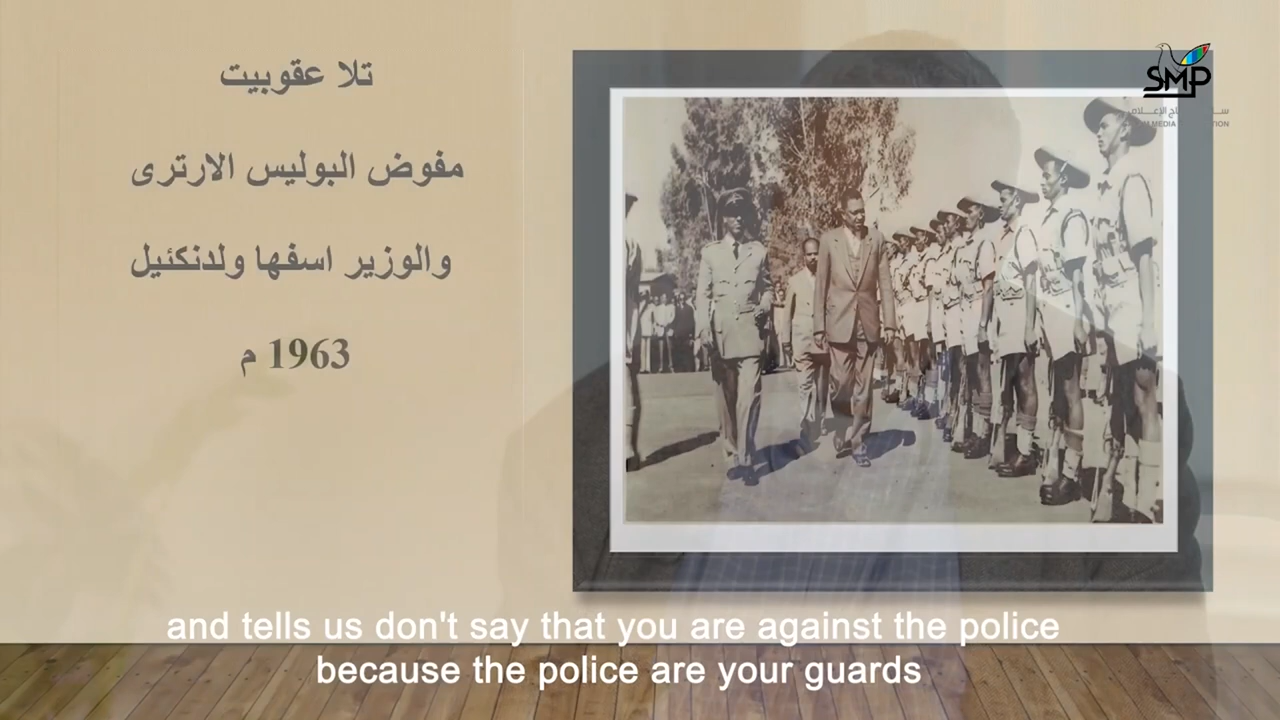 تلا عقوبيت
مفوض البوليس الارترى
والوزير اسفها ولدنكئيل
1963 م
SMP
MEDIA
and tells us don't say that you are against the police
because the police are your guards